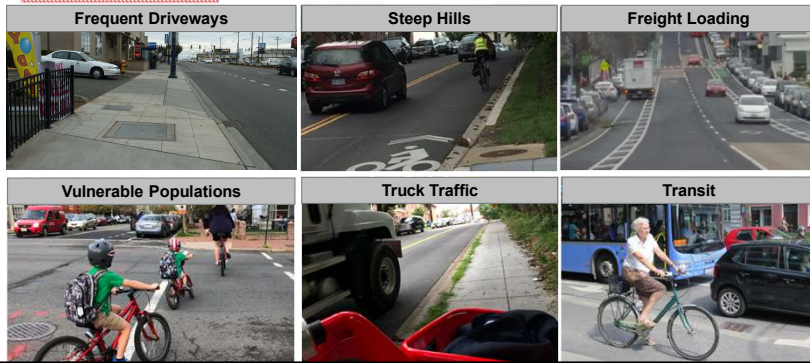 Frequent Driveways
Steep Hills
Freight Loading
Vulnerable Populations
Truck Traffic
Transit